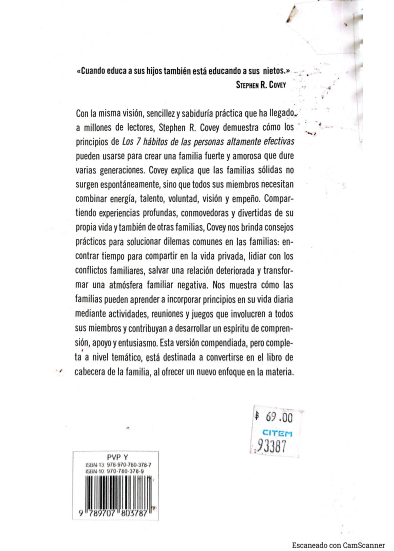 «Cuando educa a sus hijos también está educando a sus nietos.»
STEPHEN R. COVEY
Con la misma visión, sencillez y sabiduría práctica que ha llegado
a millones de lectores, Stephen R. Covey demuestra cómo los
principios de Los 7 hábitos de las personas altamente efectivas
pueden usarse para crear una familia fuerte y amorosa que dure
varias generaciones. Covey explica que las familias sólidas no
surgen espontáneamente, sino que todos sus miembros necesitan
combinar energía, talento, voluntad, visión y empeño. Compar-
tiendo experiencias profundas, conmovedoras y divertidas de su
propia vida y también de otras familias, Covey nos brinda consejos
prácticos para solucionar dilemas comunes en las familias: en-
contrar tiempo para compartir en la vida privada, lidiar con los
conflictos familiares, salvar una relación deteriorada y transfor-
mar una atmósfera familiar negativa. Nos muestra cómo las
familias pueden aprender a incorporar principios en su vida diaria
mediante actividades, reuniones y juegos que involucren a todos
sus miembros y contribuyan a desarrollar un espíritu de compren-
sión, apoyo y entusiasmo. Esta versión compendiada, pero comple-
ta a nivel temático, está destinada a convertirse en el libro de
cabecera de la familia, al ofrecer un nuevo enfoque en la materia.
69.00
CITEM
93387
PVP Y
ISBN-13 978-970-780-378-7
ISBN-10 970-780-378-9
9 789707 803787
Escaneado con CamScanner